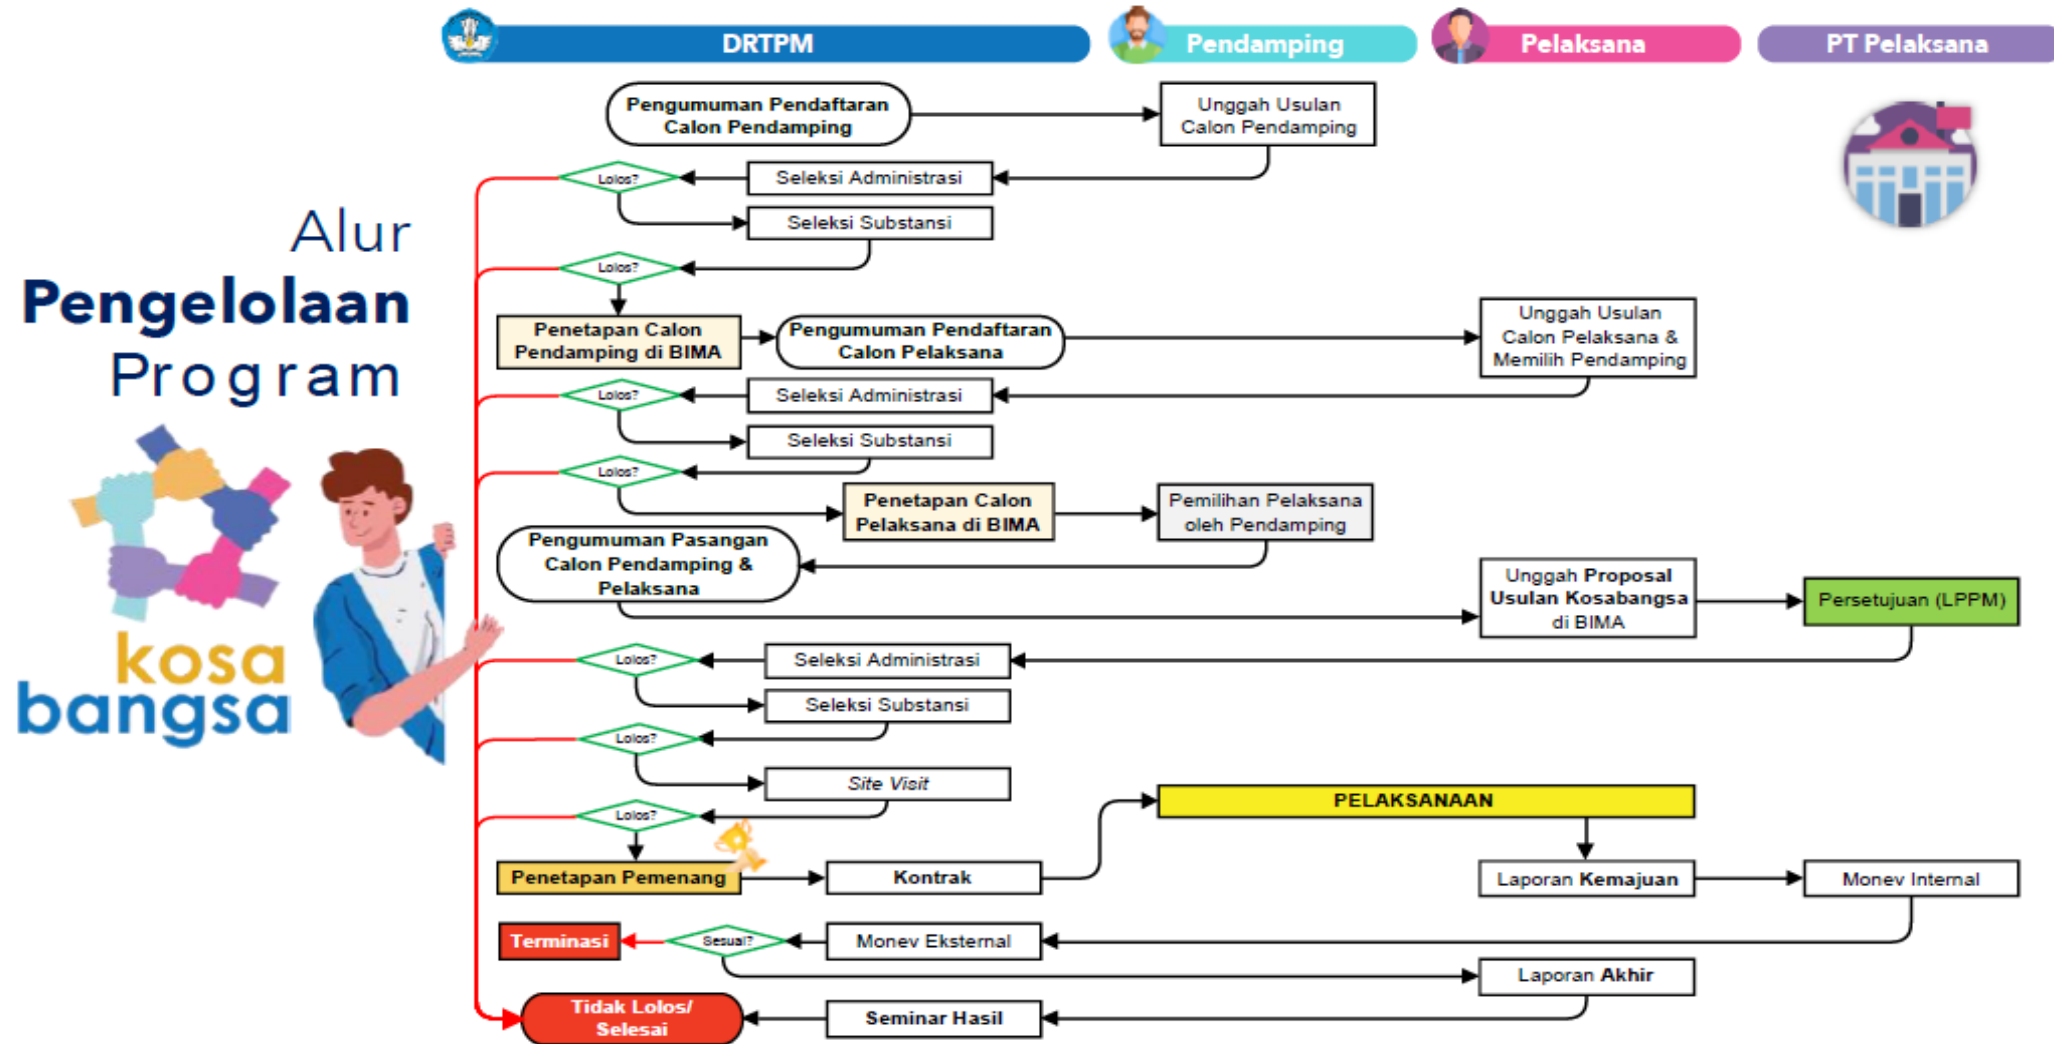 DRTPM
Pendamping
Pelaksana
PT Pelaksana
Alur
Pengelolaan
Program
kosa
bangsa
Pengumuman Pendaftaran
Calon Pendamping
Unggah Usulan
Calon Pendamping
Lolos?
Seleksi Administrasi
Seleksi Substansi
Lolos?
Penetapan Calon
Pendamping di BIMA
Pengumuman Pendaftaran
Calon Pelaksana
Unggah Usulan
Calon Pelaksana &
Memilih Pendamping
Lolos?
Seleksi Administrasi
Seleksi Substansi
Lolos?
Penetapan Calon
Pelaksana di BIMA
Pemilihan Pelaksana
oleh Pendamping
Pengumuman Pasangan
Calon Pendamping &
Pelaksana
Unggah Proposal
Usulan Kosabangsa
di BIMA
Persetujuan (LPPM)
Lolos?
Seleksi Administrasi
Seleksi Substansi
Lolos?
Site Visit
Lolos?
PELAKSANAAN
Penetapan Pemenang
Kontrak
Laporan Kemajuan
Monev Internal
Terminasi
Sesuai?
Monev Eksternal
Laporan Akhir
Tidak Lolos/
Selesai
Seminar Hasil